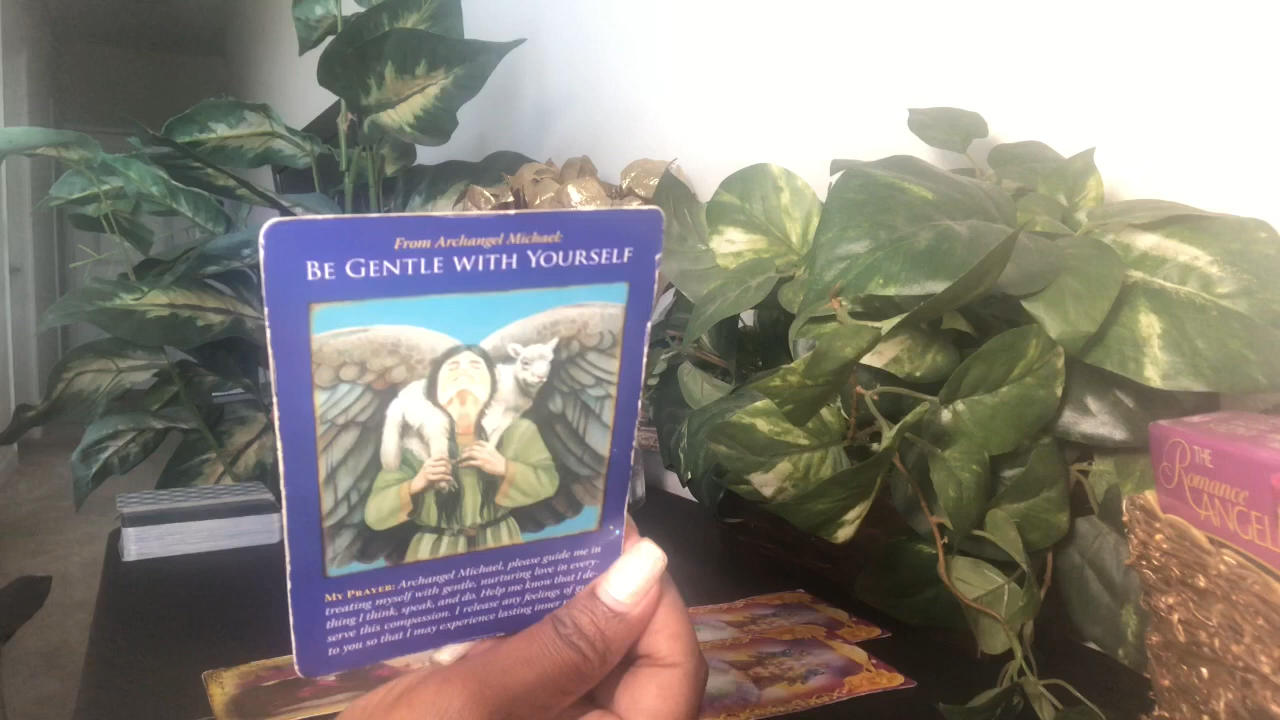 From Archangel Michael:
BE GENTLE WITH YOURSELF
MY PRAYER: Archangel Michael, please guide me in
treating myself with gentle, nurturing love in every-
thing I think, speak, and do. Help me know that I de-
serve this compassion. I release any feelings of
to you so that I may experience lasting inner
THE
Romance
ANGEL